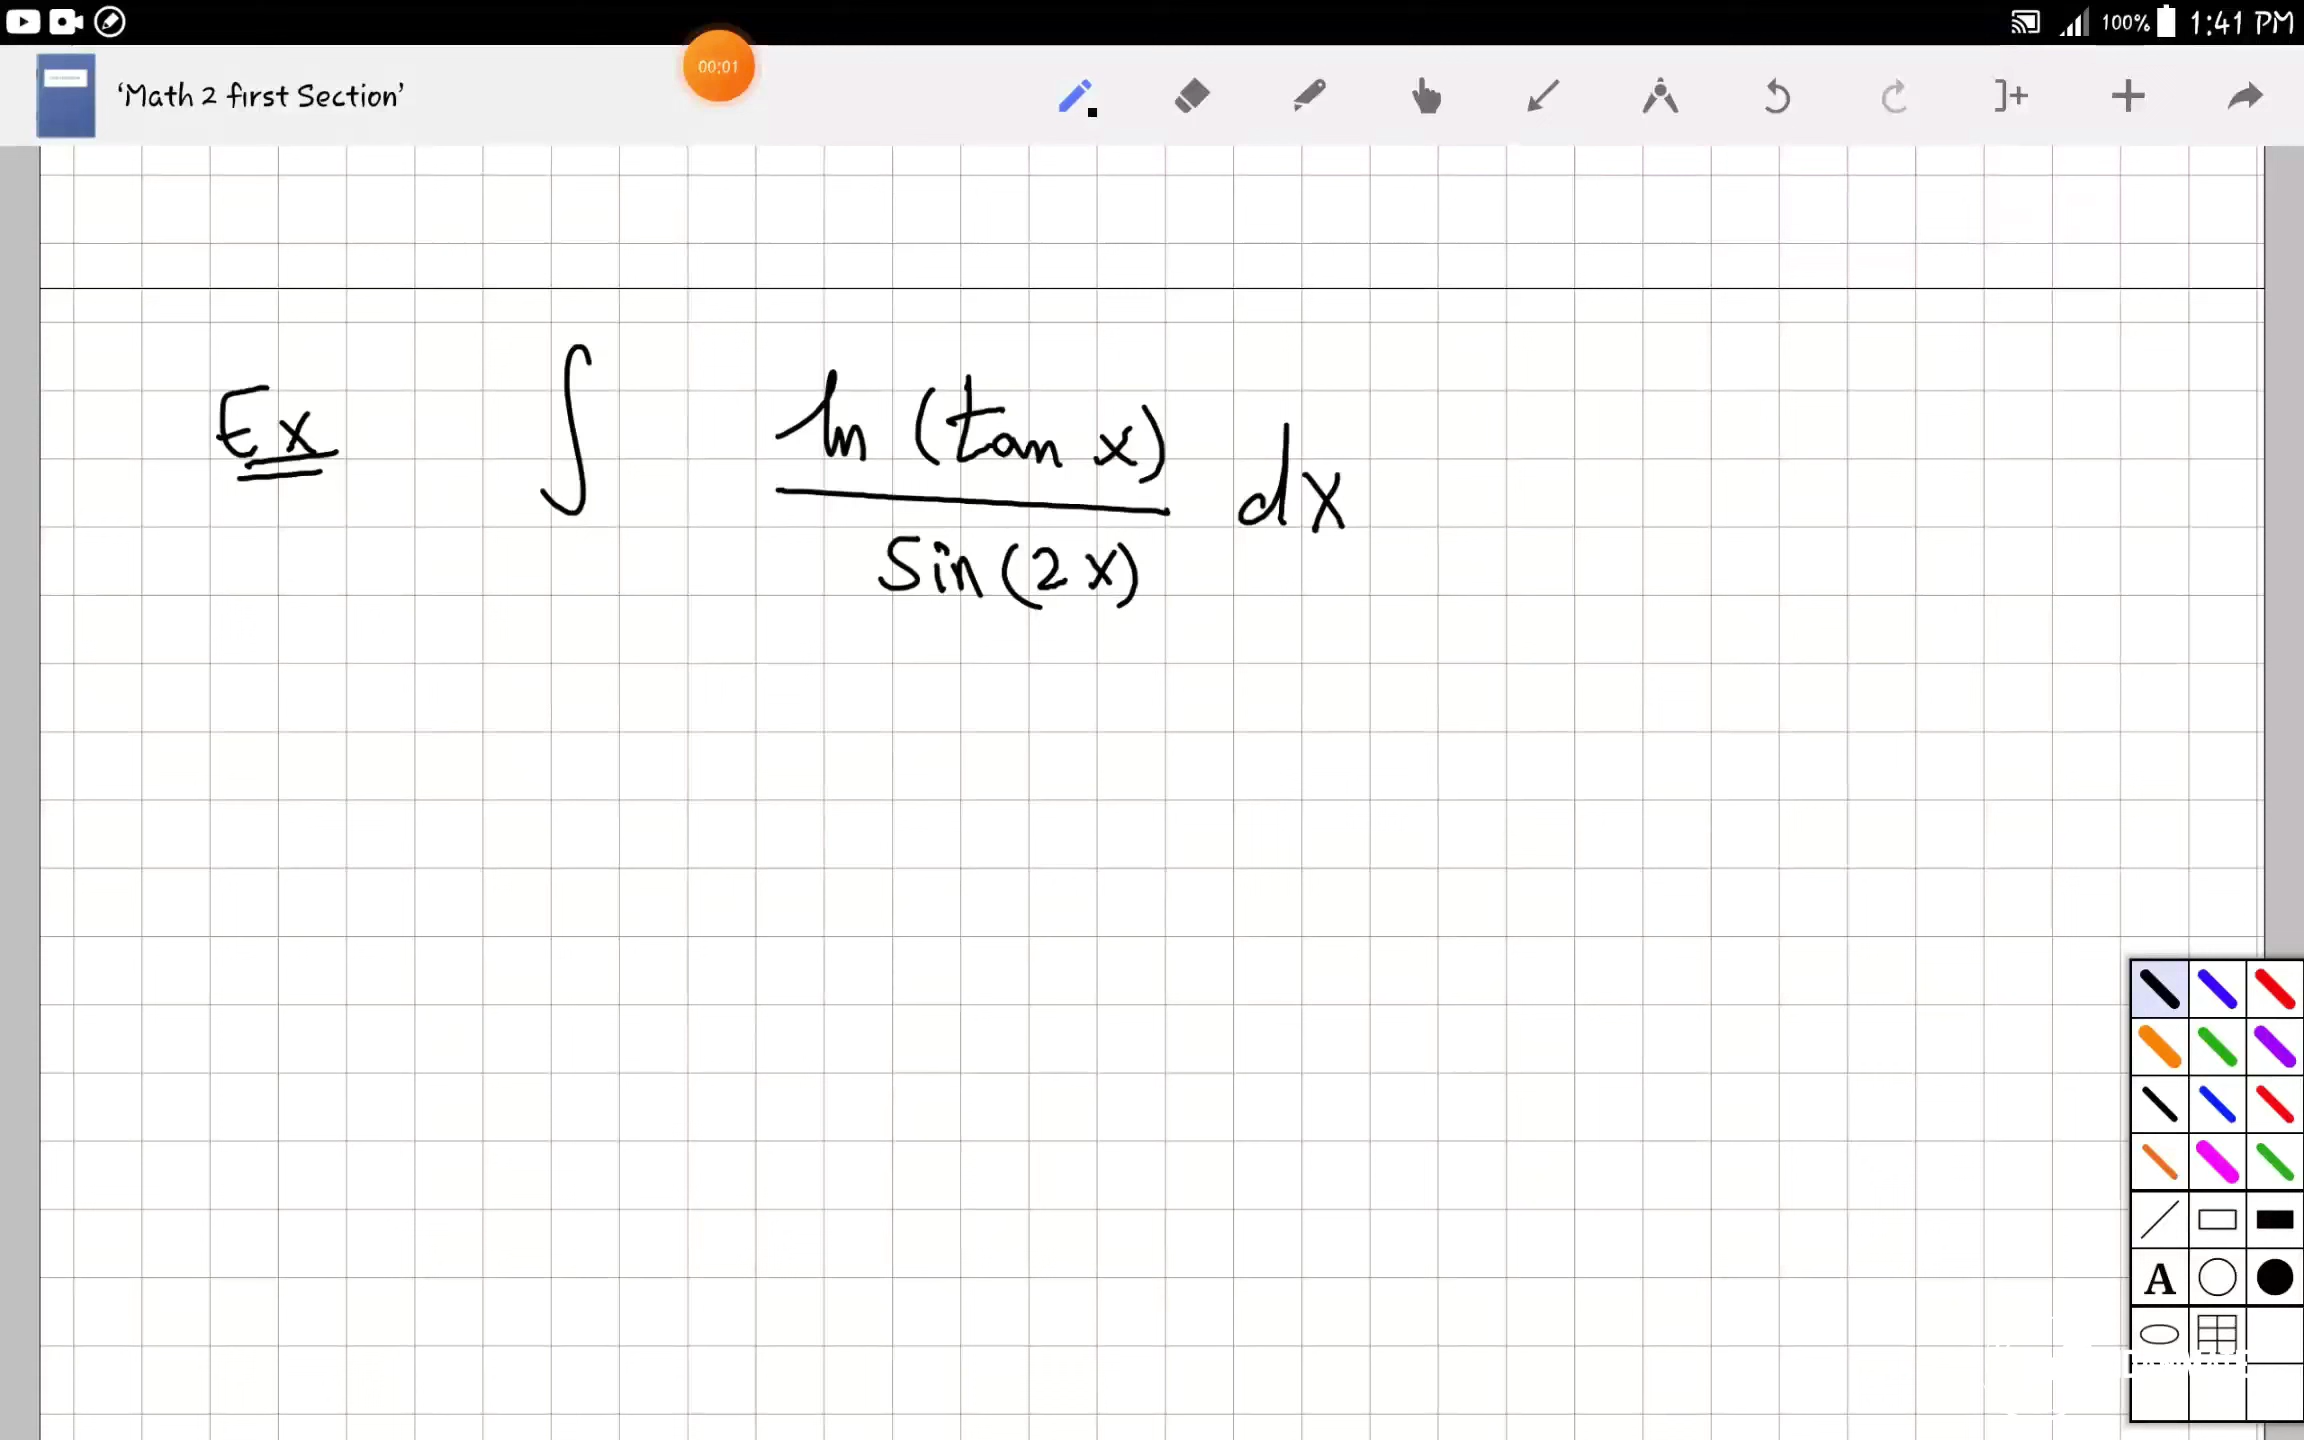 100% 1:41 PM
'Math 2 first Section' 00:01 ]+
Ex ∫ ln (tan x) / Sin(2x) dx
A